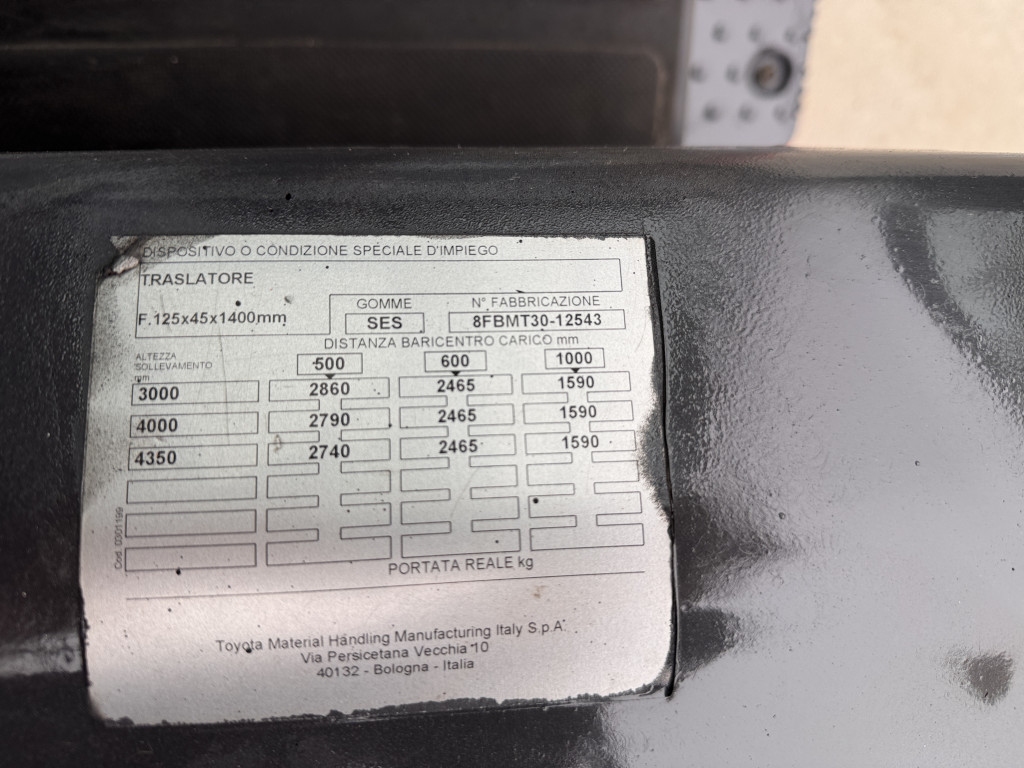 DISPOSITIVO O CONDIZIONE SPECIALE D'IMPIEGO
TRASLATORE
F.125x45x1400mm
GOMME
SES
N° FABBRICAZIONE
8FBMT30-12543
DISTANZA BARICENTRO CARICO mm
ALTEZZA
SOLLEVAMENTO
mm
500 600 1000
3000 2860 2465 1590
4000 2790 2465 1590
4350 2740 2465 1590
Cod. 0301199
PORTATA REALE kg
Toyota Material Handling Manufacturing Italy S.p.A.
Via Persicetana Vecchia 10
40132 - Bologna - Italia